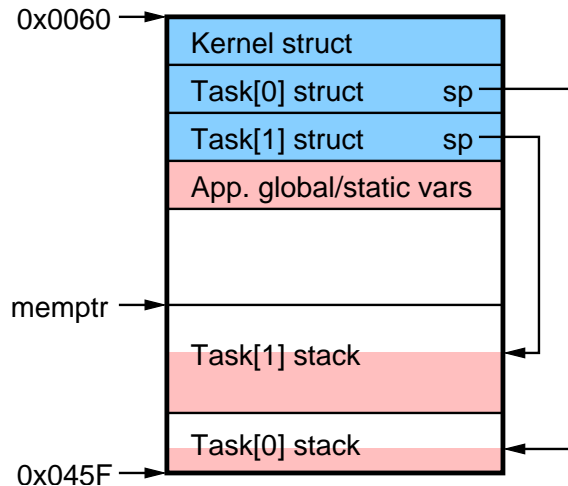 0x0060
Kernel struct
Task[0] struct sp
Task[1] struct sp
App. global/static vars
memptr
Task[1] stack
Task[0] stack
0x045F